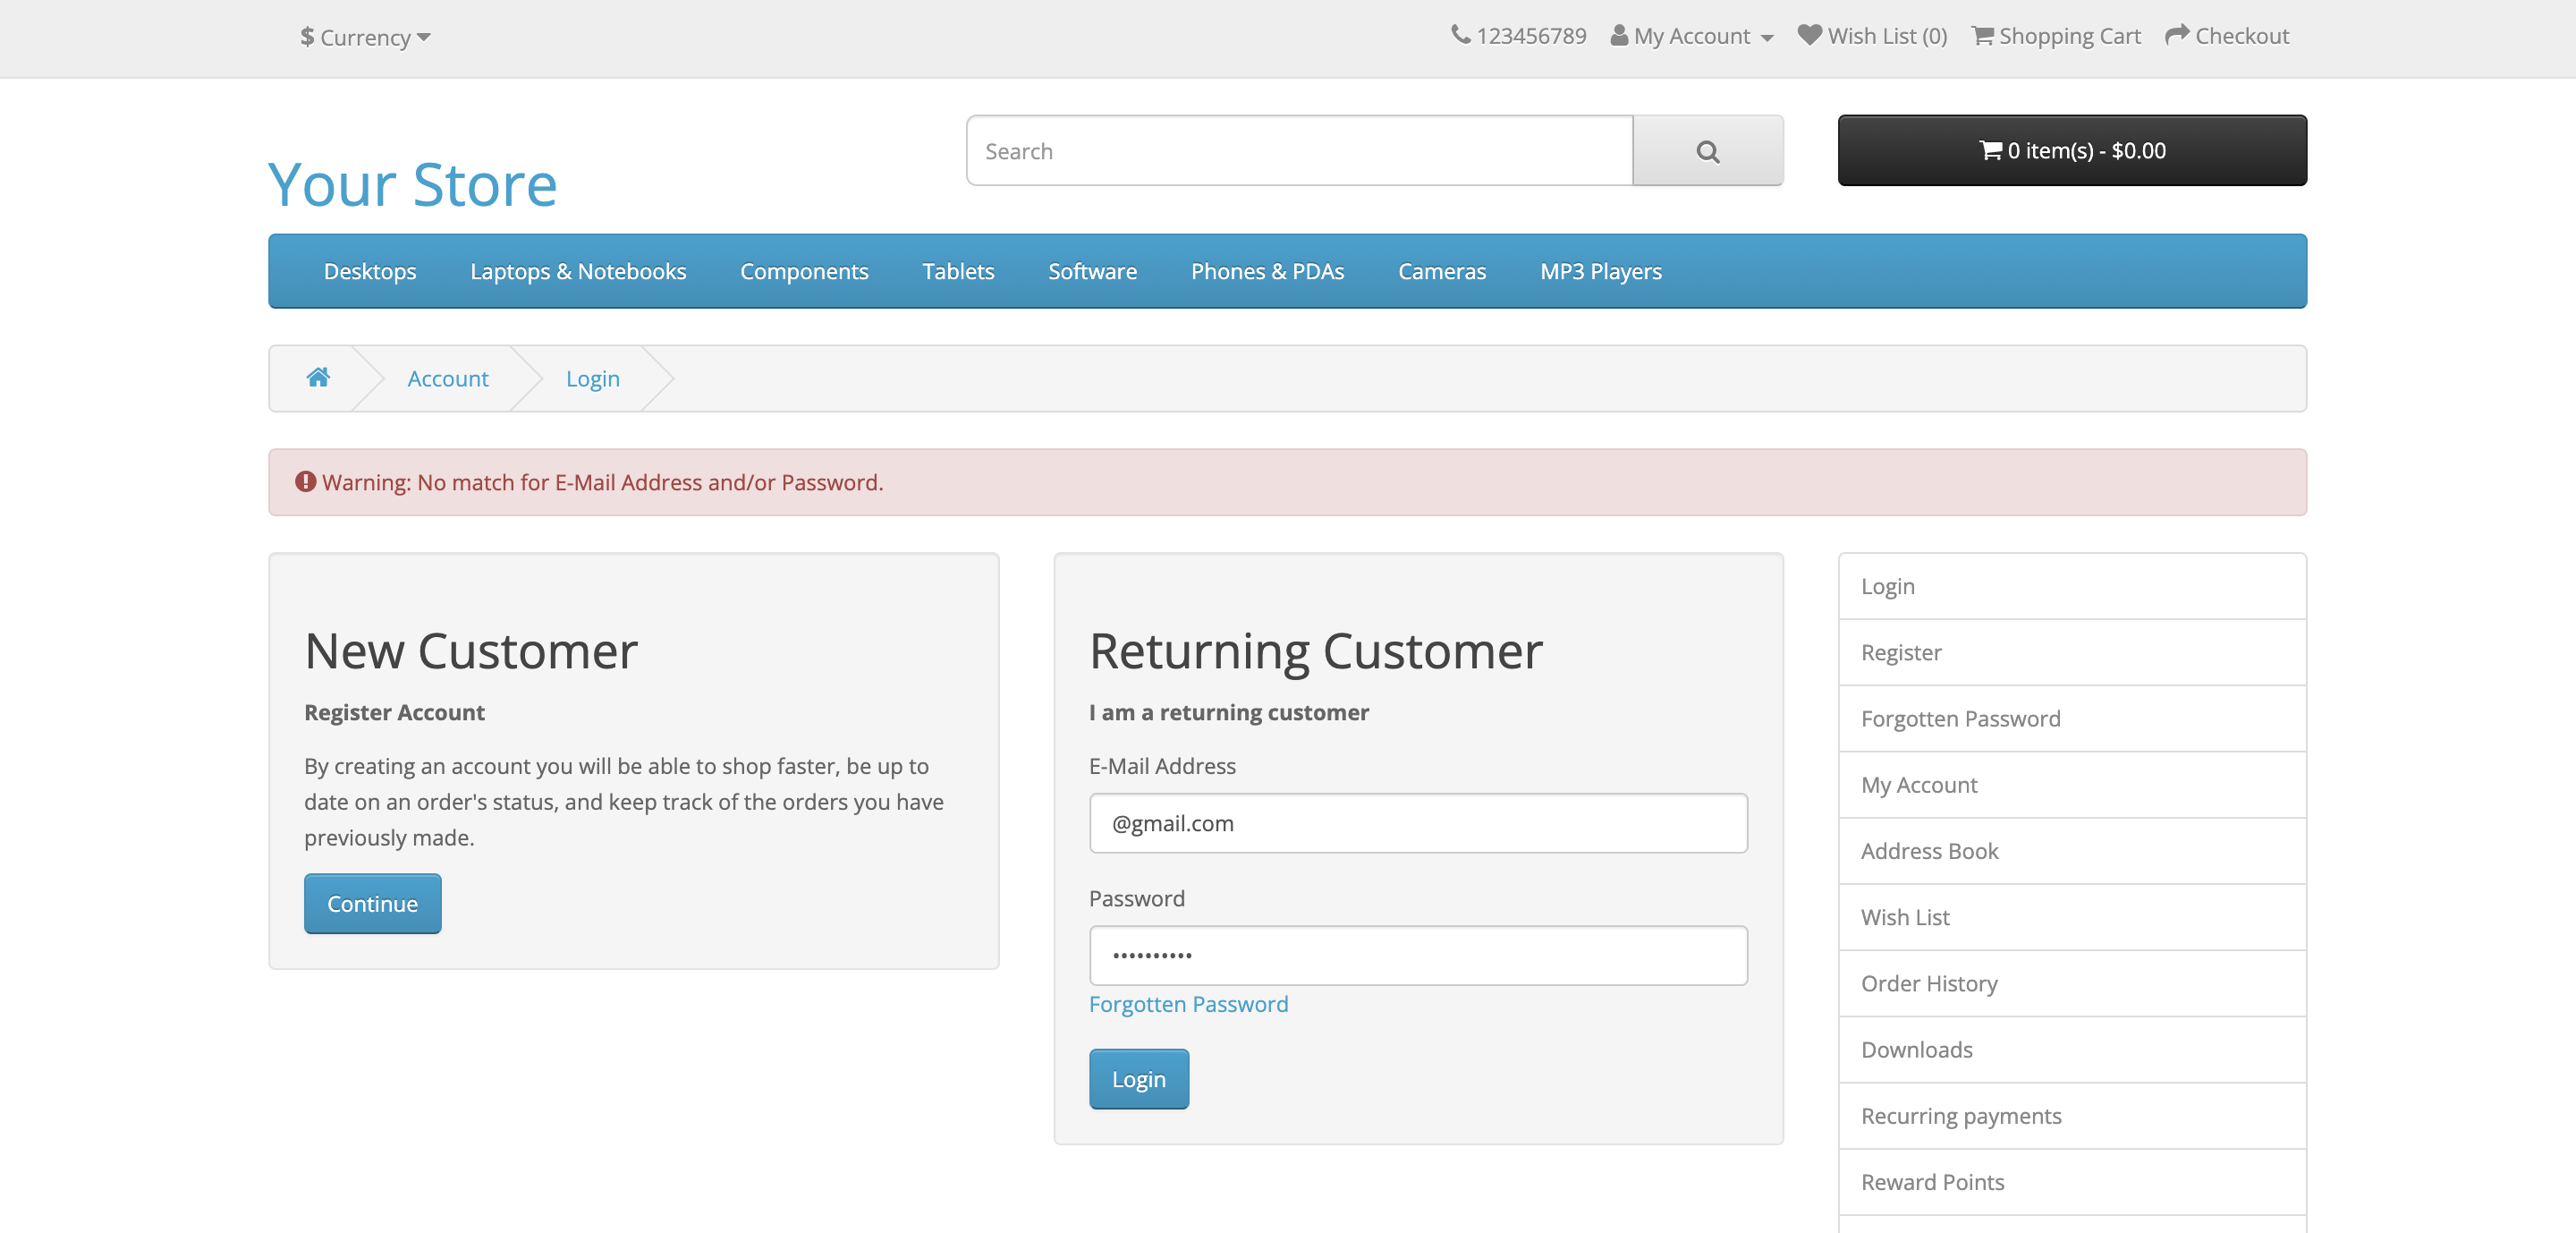 $ Currency
123456789 My Account Wish List (0) Shopping Cart Checkout
Your Store
Search
0 item(s) - $0.00
Desktops Laptops & Notebooks Components Tablets Software Phones & PDAs Cameras MP3 Players
Account Login
Warning: No match for E-Mail Address and/or Password.
New Customer
Register Account
By creating an account you will be able to shop faster, be up to
date on an order's status, and keep track of the orders you have
previously made.
Continue
Returning Customer
I am a returning customer
E-Mail Address
@gmail.com
Password
••••••••••
Forgotten Password
Login
Login
Register
Forgotten Password
My Account
Address Book
Wish List
Order History
Downloads
Recurring payments
Reward Points